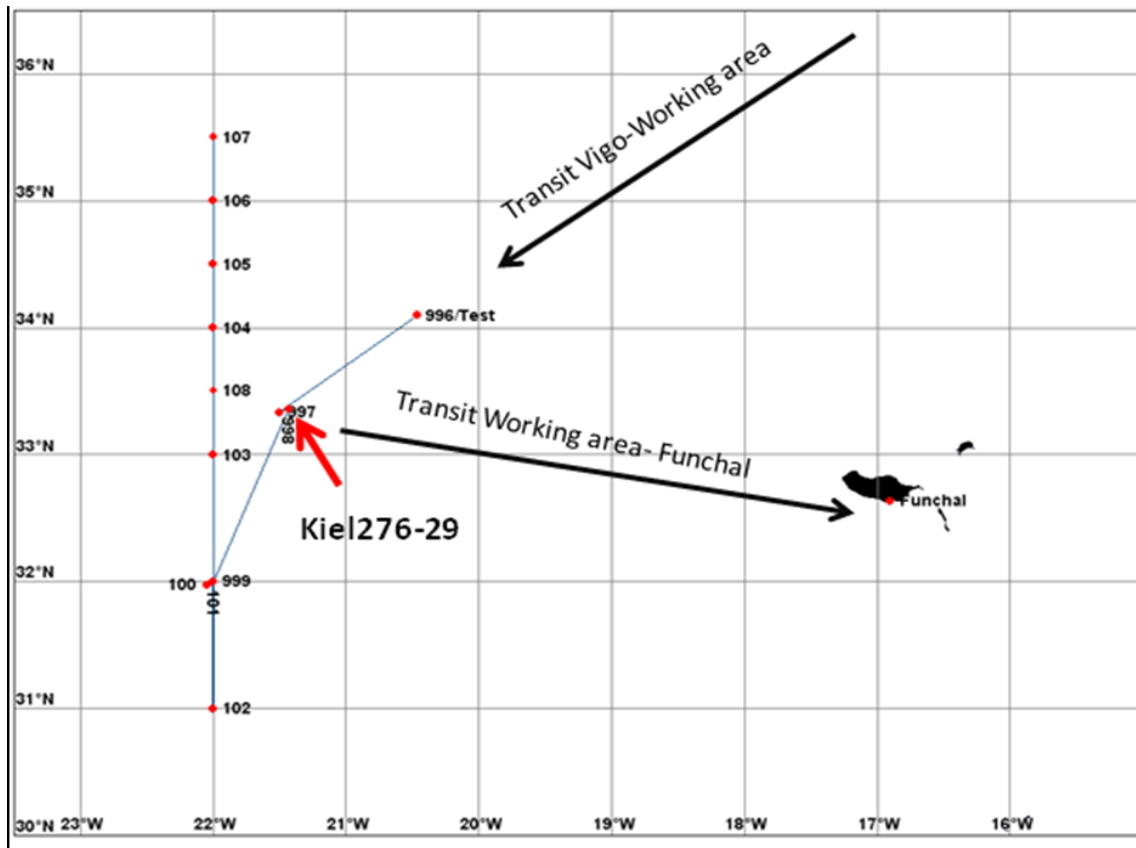 36°N
Transit Vigo-Working area
107
35°N
106
105
34°N
104
996/Test
108
997
998
Transit Working area- Funchal
33°N
103
Funchal
Kiel276-29
32°N
100
999
101
31°N
102
30°N
23°W
22°W
21°W
20°W
19°W
18°W
17°W
16°W